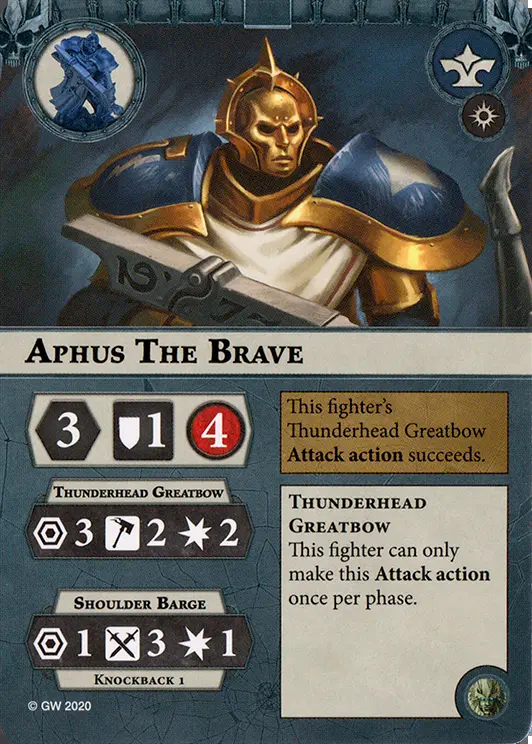 APHUS THE BRAVE
3 1 4
This fighter's
Thunderhead Greatbow
Attack action succeeds.
THUNDERHEAD GREATBOW
3 2 2
SHOULDER BARGE
1 3 1
KNOCKBACK 1
THUNDERHEAD
GREATBOW
This fighter can only
make this Attack action
once per phase.
© GW 2020